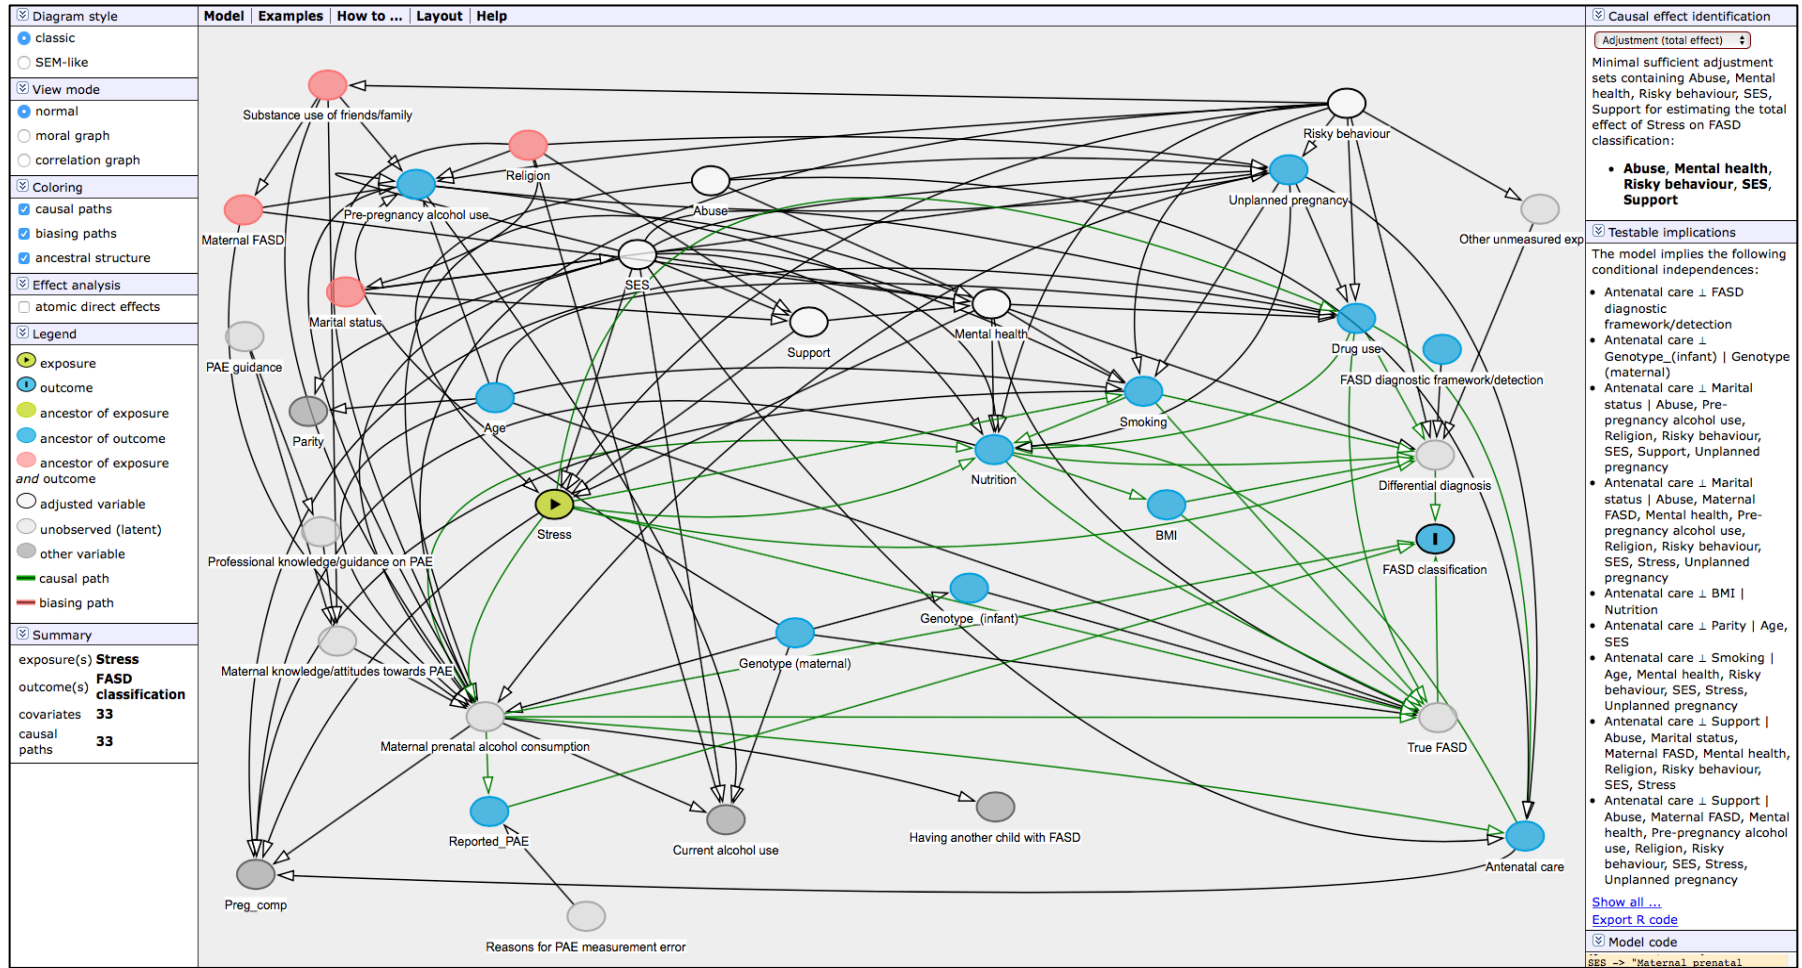 Diagram style
classic
SEM-like
View mode
normal
moral graph
correlation graph
Coloring
causal paths
biasing paths
ancestral structure
Effect analysis
atomic direct effects
Legend
exposure
outcome
ancestor of exposure
ancestor of outcome
ancestor of exposure
and outcome
adjusted variable
unobserved (latent)
other variable
causal path
biasing path
Summary
exposure(s) Stress
outcome(s) FASD
classification
covariates 33
causal
paths 33
Model Examples How to ... Layout Help
Substance use of friends/family
Risky behaviour
Religion
Pre-pregnancy alcohol use
Abuse
Unplanned pregnancy
Maternal FASD
Other unmeasured exp
SES
Marital status
Mental health
Support
Drug use
PAE guidance
FASD diagnostic framework/detection
Parity
Age
Smoking
Nutrition
Differential diagnosis
Stress
BMI
Professional knowledge/guidance on PAE
FASD classification
Genotype_(infant)
Genotype (maternal)
Maternal knowledge/attitudes towards PAE
Maternal prenatal alcohol consumption
True FASD
Reported_PAE
Current alcohol use
Having another child with FASD
Antenatal care
Preg_comp
Reasons for PAE measurement error
Causal effect identification
Adjustment (total effect)
Minimal sufficient adjustment
sets containing Abuse, Mental
health, Risky behaviour, SES,
Support for estimating the total
effect of Stress on FASD
classification:
• Abuse, Mental health,
Risky behaviour, SES,
Support
Testable implications
The model implies the following
conditional independences:
• Antenatal care ⊥ FASD
diagnostic
framework/detection
• Antenatal care ⊥
Genotype_(infant) | Genotype
(maternal)
• Antenatal care ⊥ Marital
status | Abuse, Pre-
pregnancy alcohol use,
Religion, Risky behaviour,
SES, Support, Unplanned
pregnancy
• Antenatal care ⊥ Marital
status | Abuse, Maternal
FASD, Mental health, Pre-
pregnancy alcohol use,
Religion, Risky behaviour,
SES, Stress, Unplanned
pregnancy
• Antenatal care ⊥ BMI |
Nutrition
• Antenatal care ⊥ Parity | Age,
SES
• Antenatal care ⊥ Smoking |
Age, Mental health, Risky
behaviour, SES, Stress,
Unplanned pregnancy
• Antenatal care ⊥ Support |
Abuse, Marital status,
Maternal FASD, Mental health,
Religion, Risky behaviour,
SES, Stress
• Antenatal care ⊥ Support |
Abuse, Maternal FASD, Mental
health, Pre-pregnancy alcohol
use, Religion, Risky
behaviour, SES, Stress,
Unplanned pregnancy
Show all ...
Export R code
Model code
SES -> "Maternal prenatal